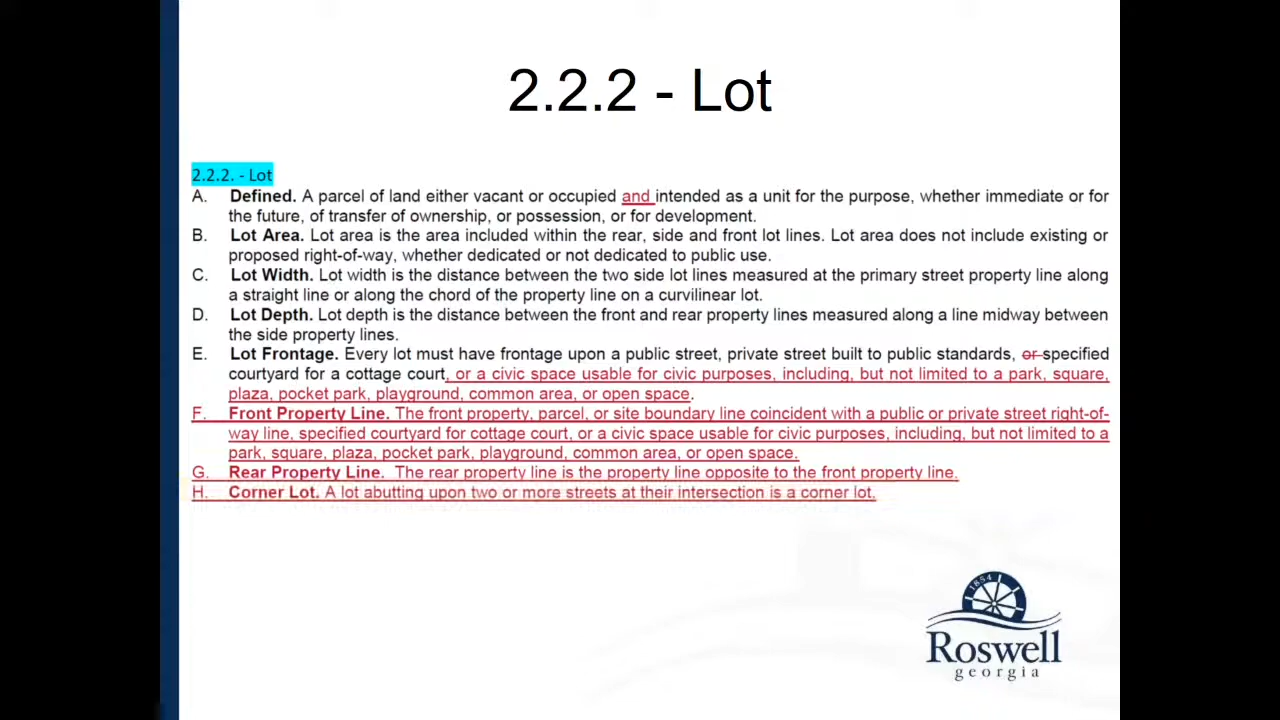 2.2.2 - Lot
2.2.2. - Lot
A. Defined. A parcel of land either vacant or occupied and intended as a unit for the purpose, whether immediate or for
the future, of transfer of ownership, or possession, or for development.
B. Lot Area. Lot area is the area included within the rear, side and front lot lines. Lot area does not include existing or
proposed right-of-way, whether dedicated or not dedicated to public use.
C. Lot Width. Lot width is the distance between the two side lot lines measured at the primary street property line along
a straight line or along the chord of the property line on a curvilinear lot.
D. Lot Depth. Lot depth is the distance between the front and rear property lines measured along a line midway between
the side property lines.
E. Lot Frontage. Every lot must have frontage upon a public street, private street built to public standards, or specified
courtyard for a cottage court, or a civic space usable for civic purposes, including, but not limited to a park, square,
plaza, pocket park, playground, common area, or open space.
F. Front Property Line. The front property, parcel, or site boundary line coincident with a public or private street right-of-
way line, specified courtyard for cottage court, or a civic space usable for civic purposes, including, but not limited to a
park, square, plaza, pocket park, playground, common area, or open space.
G. Rear Property Line. The rear property line is the property line opposite to the front property line.
H. Corner Lot. A lot abutting upon two or more streets at their intersection is a corner lot.
1854
Roswell
georgia